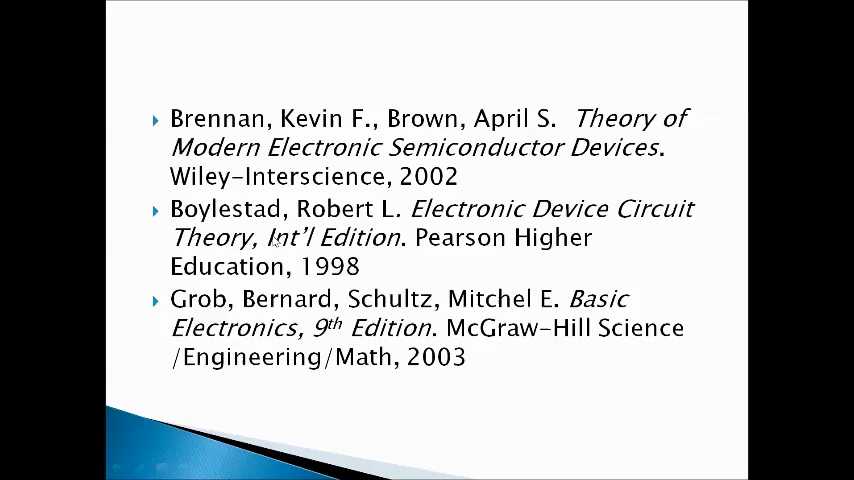 Brennan, Kevin F., Brown, April S. Theory of
Modern Electronic Semiconductor Devices.
Wiley-Interscience, 2002
Boylestad, Robert L. Electronic Device Circuit
Theory, Int'l Edition. Pearson Higher
Education, 1998
Grob, Bernard, Schultz, Mitchel E. Basic
Electronics, 9th Edition. McGraw-Hill Science
/Engineering/Math, 2003